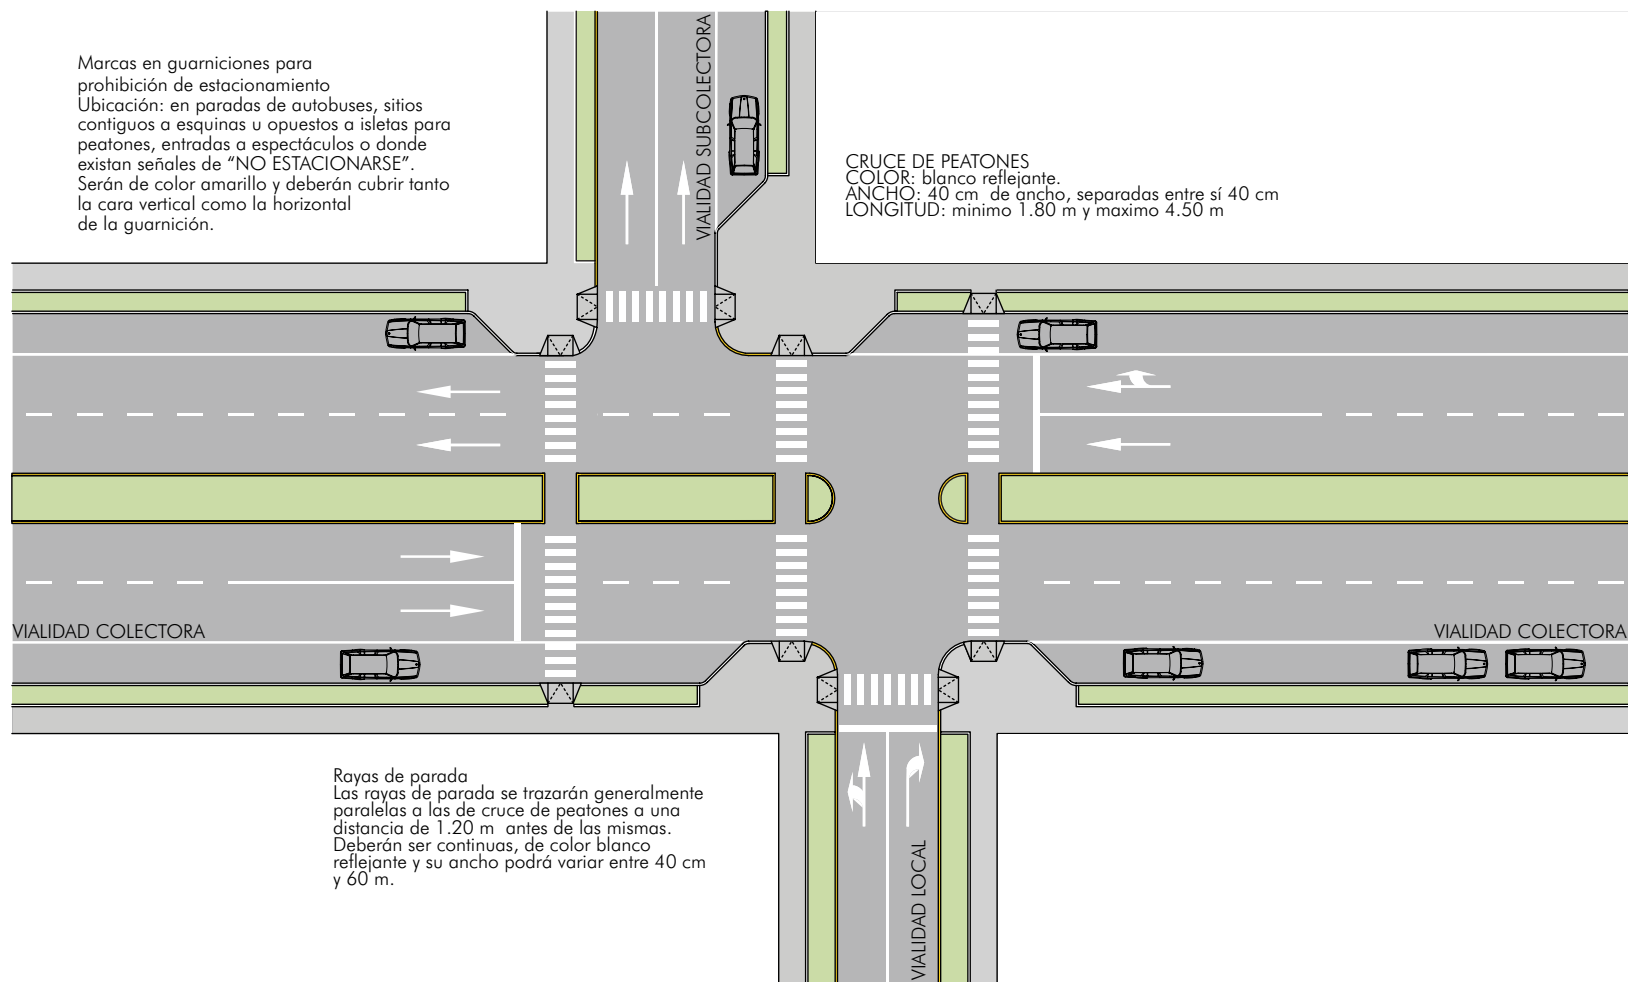 Marcas en guarniciones para
prohibición de estacionamiento
Ubicación: en paradas de autobuses, sitios
contiguos a esquinas u opuestos a isletas para
peatones, entradas a espectáculos o donde
existan señales de “NO ESTACIONARSE”.
Serán de color amarillo y deberán cubrir tanto
la cara vertical como la horizontal
de la guarnición.
VIALIDAD SUBCOLECTORA
CRUCE DE PEATONES
COLOR: blanco reflejante.
ANCHO: 40 cm de ancho, separadas entre sí 40 cm
LONGITUD: minimo 1.80 m y maximo 4.50 m
VIALIDAD COLECTORA
VIALIDAD COLECTORA
Rayas de parada
Las rayas de parada se trazarán generalmente
paralelas a las de cruce de peatones a una
distancia de 1.20 m antes de las mismas.
Deberán ser continuas, de color blanco
reflejante y su ancho podrá variar entre 40 cm
y 60 m.
VIALIDAD LOCAL